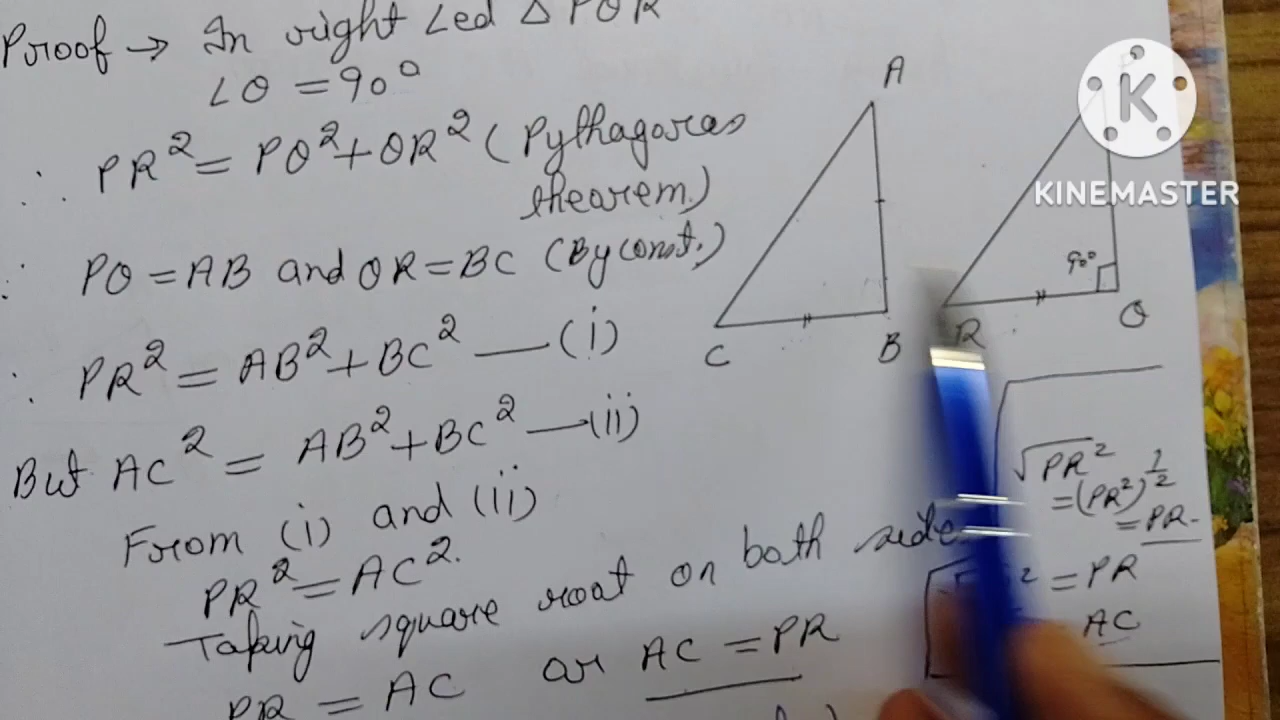 Proof → In right ∠ed Δ PQR
∠Q = 90°
∴ PR² = PQ² + QR² (Pythagoras
thearem)
∴ PQ = AB and QR = BC (By const.)
∴ PR² = AB² + BC² — (i)
But AC² = AB² + BC² — (ii)
From (i) and (ii)
PR² = AC².
Taking square root on both side
PR = AC or AC = PR
A
C
B
90°
R
Q
K
KINEMASTER
√PR²
= (PR²)^1/2
= PR.
² = PR
AC